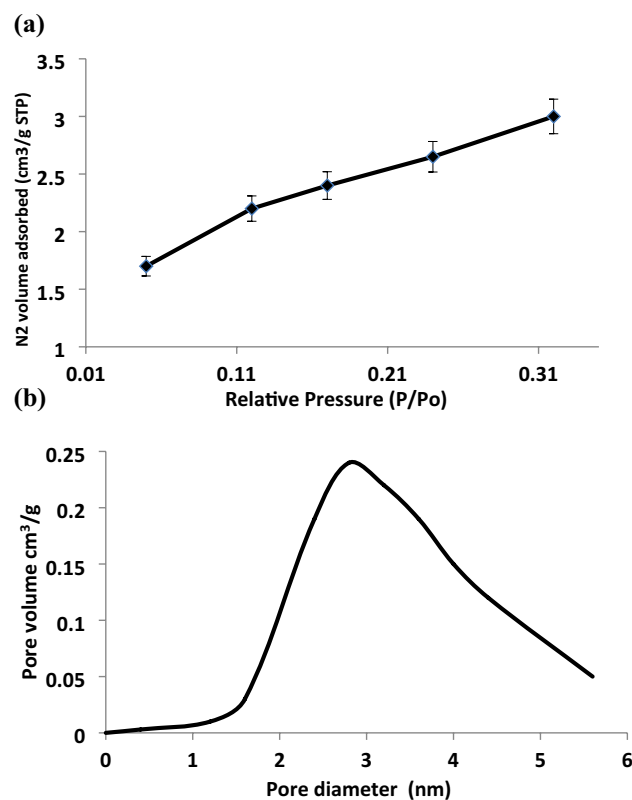 (a)
N2 volume adsorbed (cm3/g STP)
3.5
3
2.5
2
1.5
1
0.01 0.11 0.21 0.31
Relative Pressure (P/Po)
(b)
Pore volume cm³/g
0.25
0.2
0.15
0.1
0.05
0
0 1 2 3 4 5 6
Pore diameter (nm)